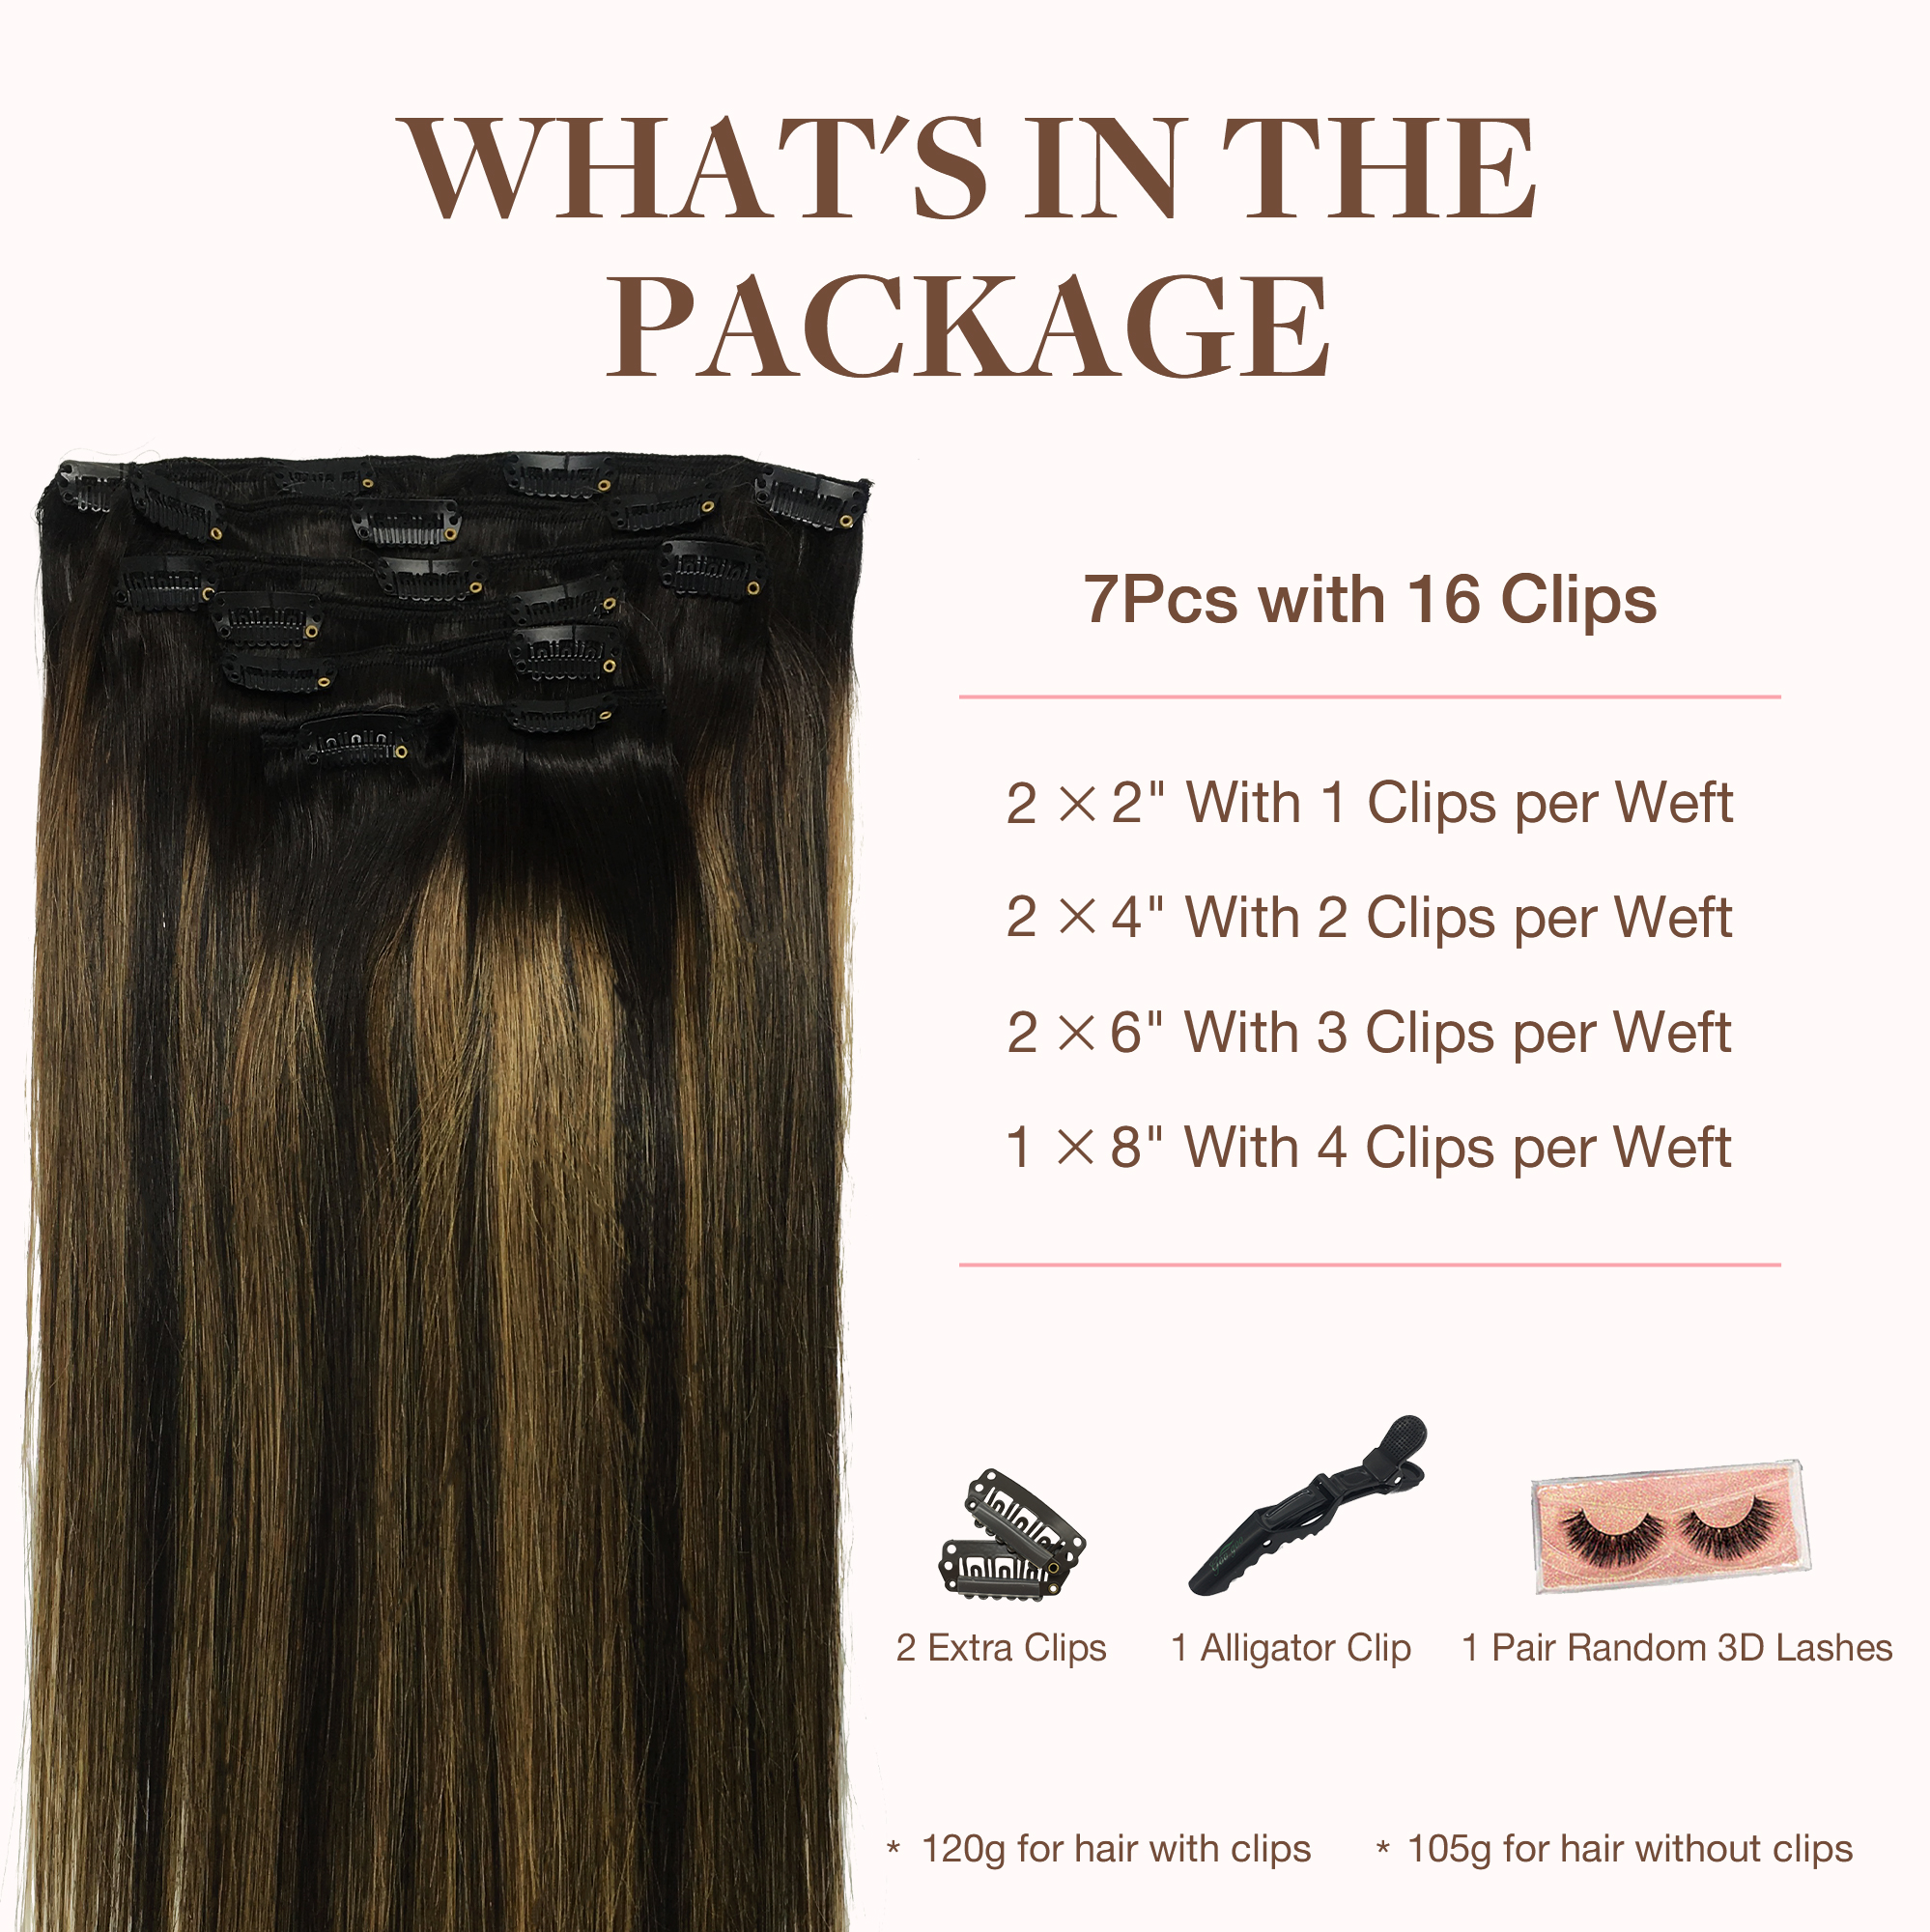 WHAT'S IN THE
PACKAGE
7Pcs with 16 Clips
2 × 2" With 1 Clips per Weft
2 × 4" With 2 Clips per Weft
2 × 6" With 3 Clips per Weft
1 × 8" With 4 Clips per Weft
2 Extra Clips
1 Alligator Clip
1 Pair Random 3D Lashes
* 120g for hair with clips
* 105g for hair without clips